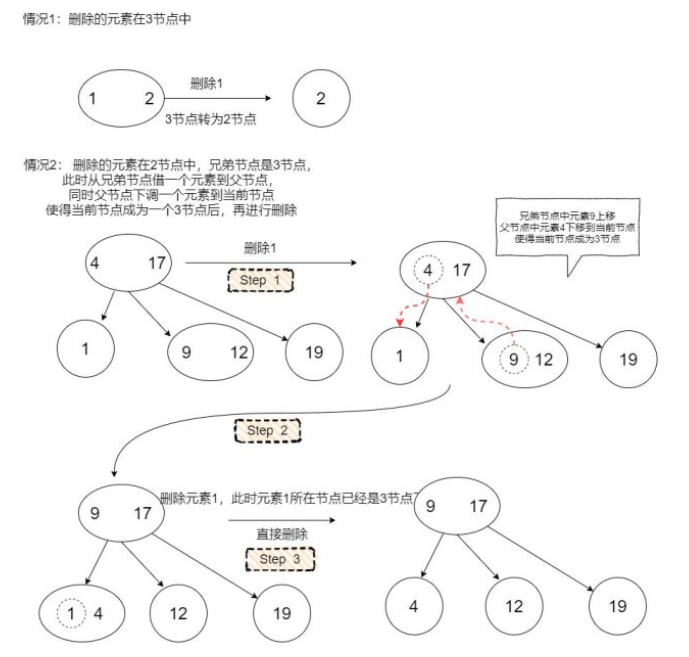 情况1：删除的元素在3节点中
1 2
删除1
3节点转为2节点
2
情况2： 删除的元素在2节点中，兄弟节点是3节点，
此时从兄弟节点借一个元素到父节点，
同时父节点下调一个元素到当前节点
使得当前节点成为一个3节点后，再进行删除
兄弟节点中元素9上移
父节点中元素4下移到当前节点
使得当前节点成为3节点
4 17
删除1
Step 1
4 17
1
9 12
19
1
9 12
19
Step 2
9 17
删除元素1，此时元素1所在节点已经是3节点
直接删除
Step 3
9 17
1 4
12
19
4
12
19